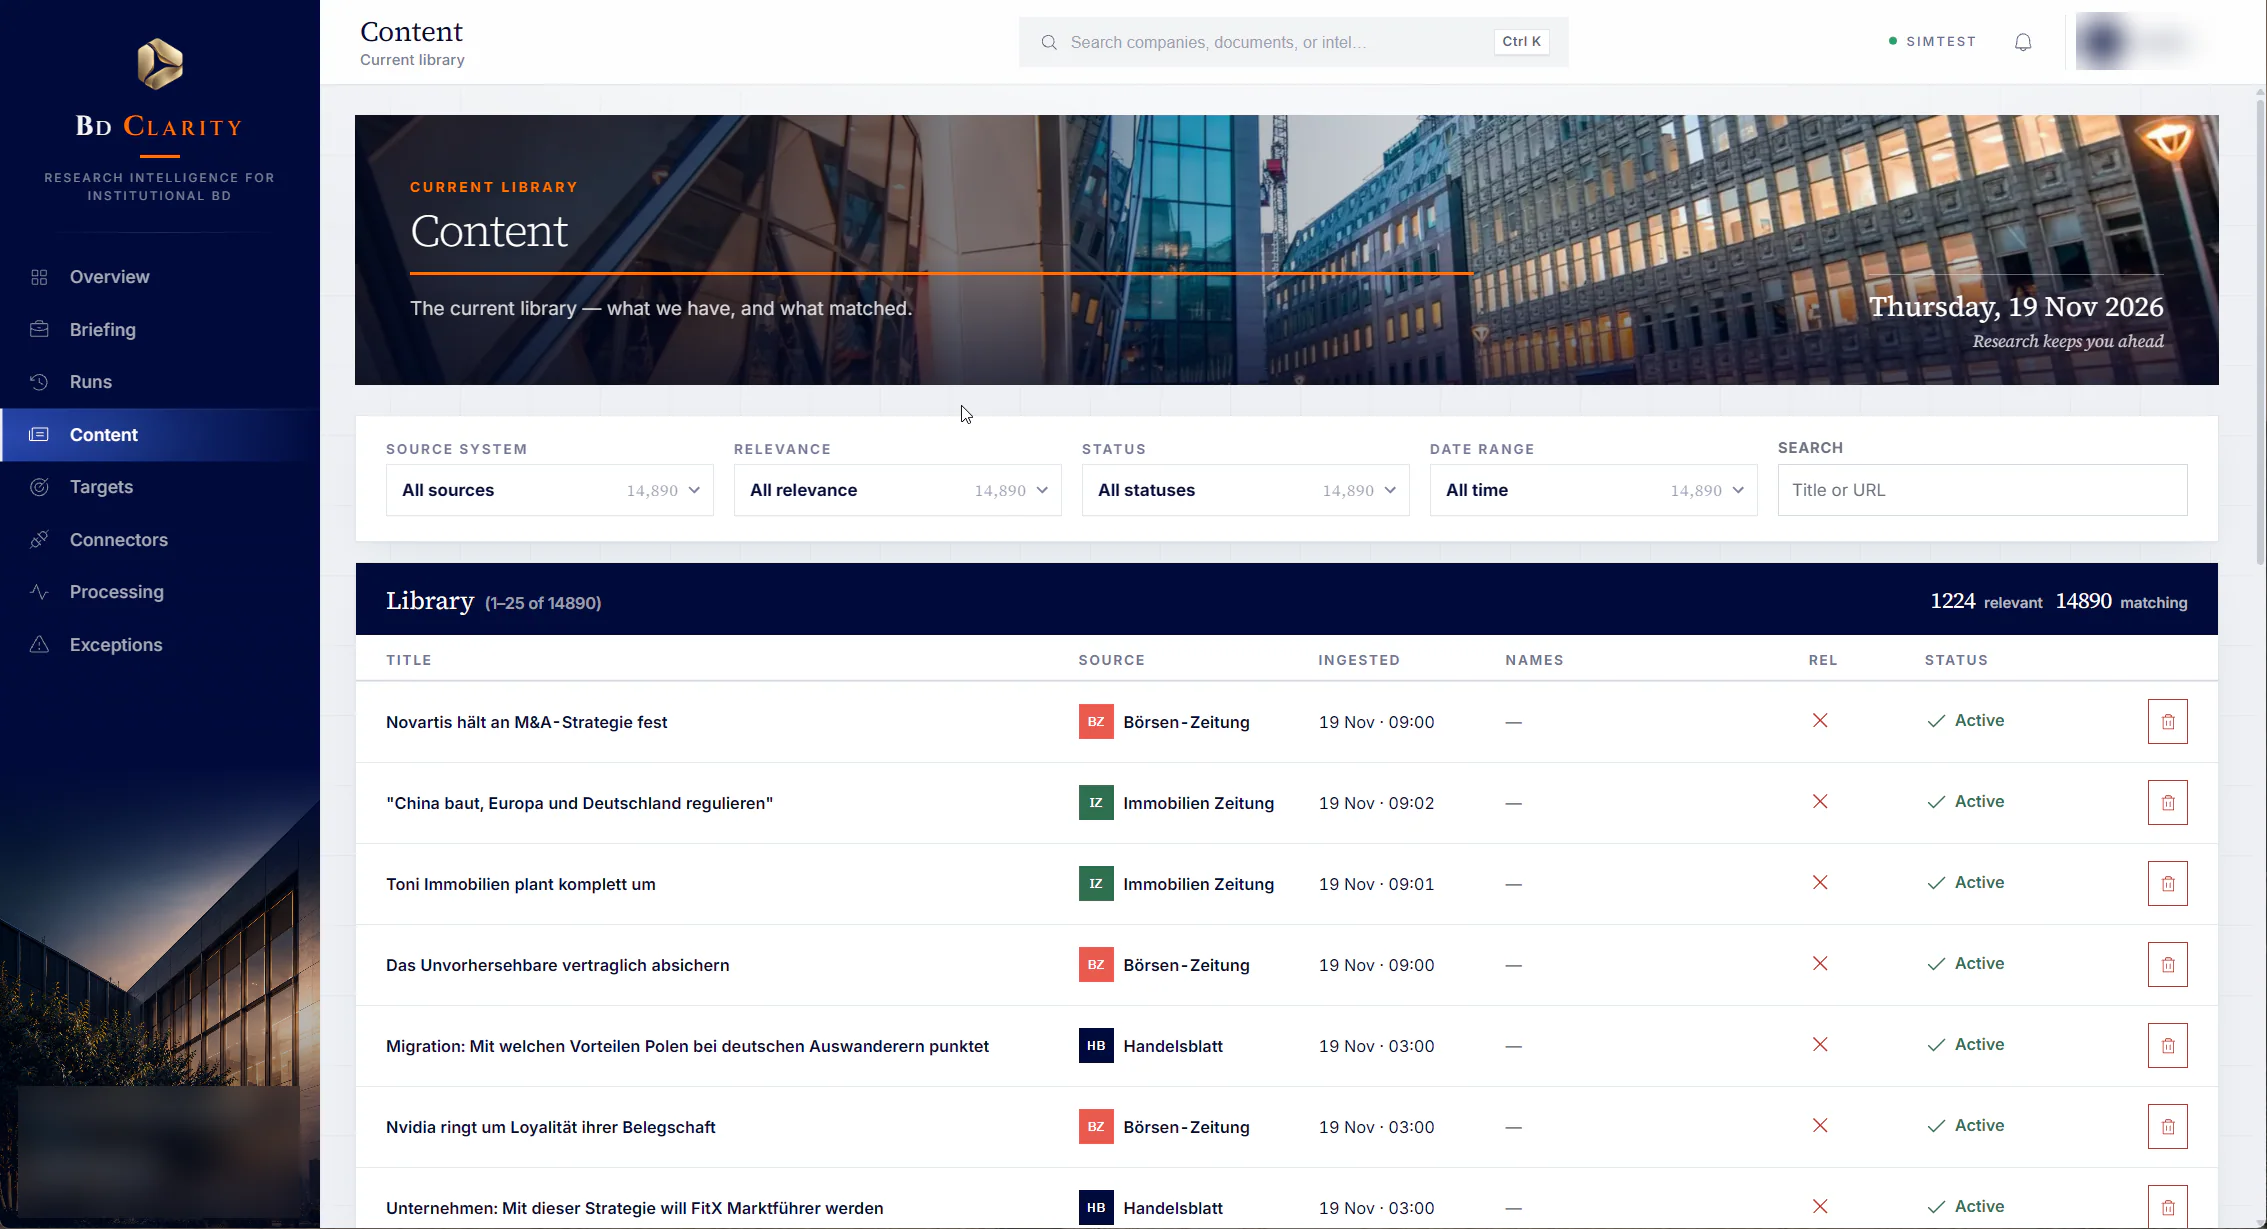 BD CLARITY
RESEARCH INTELLIGENCE FOR
INSTITUTIONAL BD
Overview
Briefing
Runs
Content
Targets
Connectors
Processing
Exceptions
Content
Current library
Search companies, documents, or intel...
Ctrl K
SIMTEST
CURRENT LIBRARY
Content
The current library — what we have, and what matched.
Thursday, 19 Nov 2026
Research keeps you ahead
SOURCE SYSTEM
All sources 14,890
RELEVANCE
All relevance 14,890
STATUS
All statuses 14,890
DATE RANGE
All time 14,890
SEARCH
Title or URL
Library (1–25 of 14890) 1224 relevant 14890 matching
TITLE SOURCE INGESTED NAMES REL STATUS
Novartis hält an M&A-Strategie fest BZ Börsen-Zeitung 19 Nov · 09:00 — Active
"China baut, Europa und Deutschland regulieren" IZ Immobilien Zeitung 19 Nov · 09:02 — Active
Toni Immobilien plant komplett um IZ Immobilien Zeitung 19 Nov · 09:01 — Active
Das Unvorhersehbare vertraglich absichern BZ Börsen-Zeitung 19 Nov · 09:00 — Active
Migration: Mit welchen Vorteilen Polen bei deutschen Auswanderern punktet HB Handelsblatt 19 Nov · 03:00 — Active
Nvidia ringt um Loyalität ihrer Belegschaft BZ Börsen-Zeitung 19 Nov · 03:00 — Active
Unternehmen: Mit dieser Strategie will FitX Marktführer werden HB Handelsblatt 19 Nov · 03:00 — Active